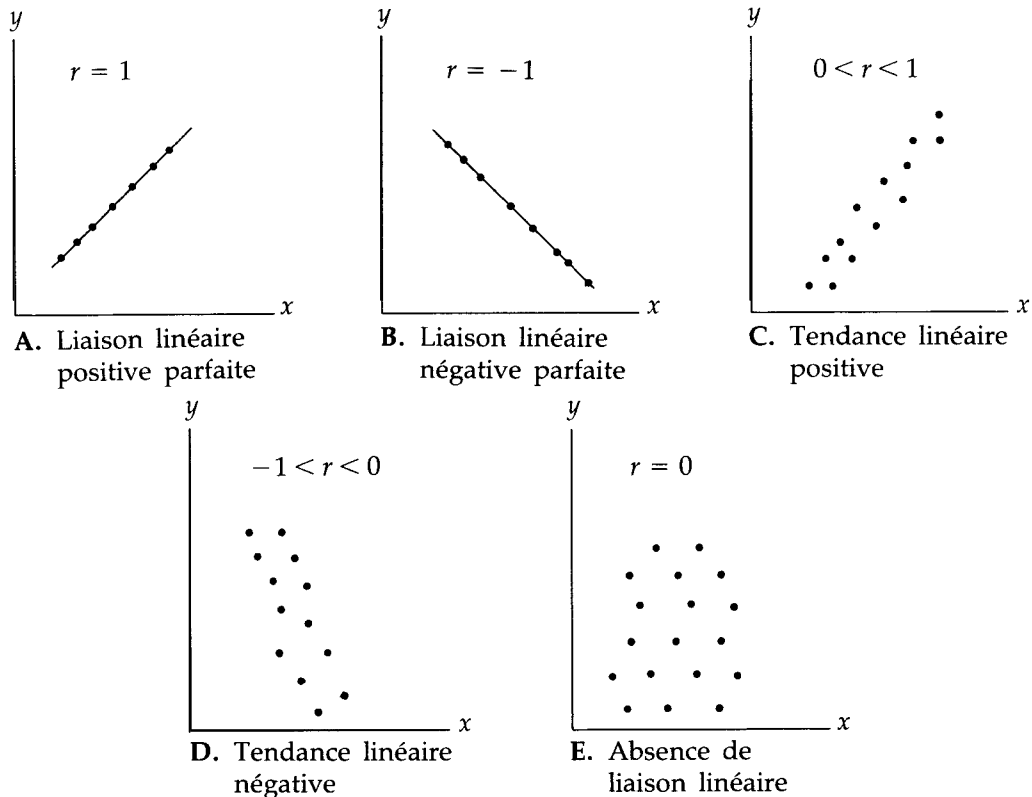 y
r = 1
x
A. Liaison linéaire
positive parfaite
y
r = −1
x
B. Liaison linéaire
négative parfaite
y
0 < r < 1
x
C. Tendance linéaire
positive
y
−1 < r < 0
x
D. Tendance linéaire
négative
y
r = 0
x
E. Absence de
liaison linéaire